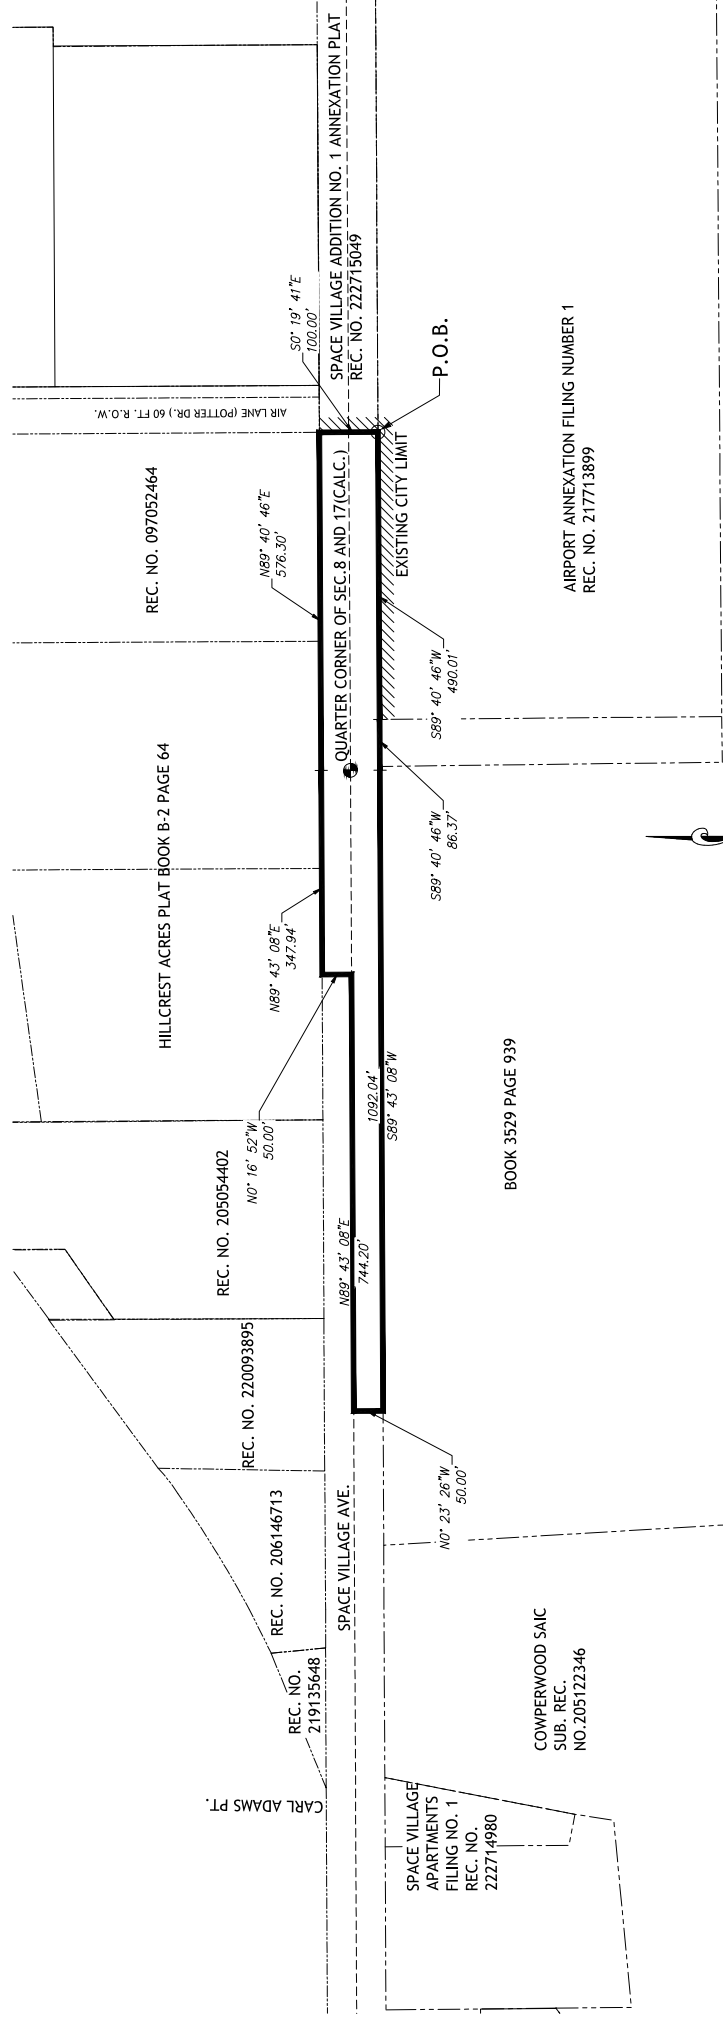 SPACE VILLAGE ADDITION NO. 1 ANNEXATION PLAT
REC. NO. 222715049
S0° 19' 41"E
100.00'
P.O.B.
AIR LANE (POTTER DR.) 60 FT. R.O.W.
REC. NO. 097052464
N89° 40' 46"E
576.30'
QUARTER CORNER OF SEC.8 AND 17(CALC.)
EXISTING CITY LIMIT
AIRPORT ANNEXATION FILING NUMBER 1
REC. NO. 217713899
S89° 40' 46"W
490.01'
S89° 40' 46"W
86.37'
HILLCREST ACRES PLAT BOOK B-2 PAGE 64
N89° 43' 08"E
347.94'
N0° 16' 52"W
50.00'
1092.04'
S89° 43' 08"W
BOOK 3529 PAGE 939
REC. NO. 205054402
N89° 43' 08"E
744.20'
REC. NO. 220093895
N0° 23' 26"W
50.00'
REC. NO. 206146713
SPACE VILLAGE AVE.
REC. NO.
219135648
COWPERWOOD SAIC
SUB. REC.
NO.205122346
CARL ADAMS PT.
SPACE VILLAGE
APARTMENTS
FILING NO. 1
REC. NO.
222714980